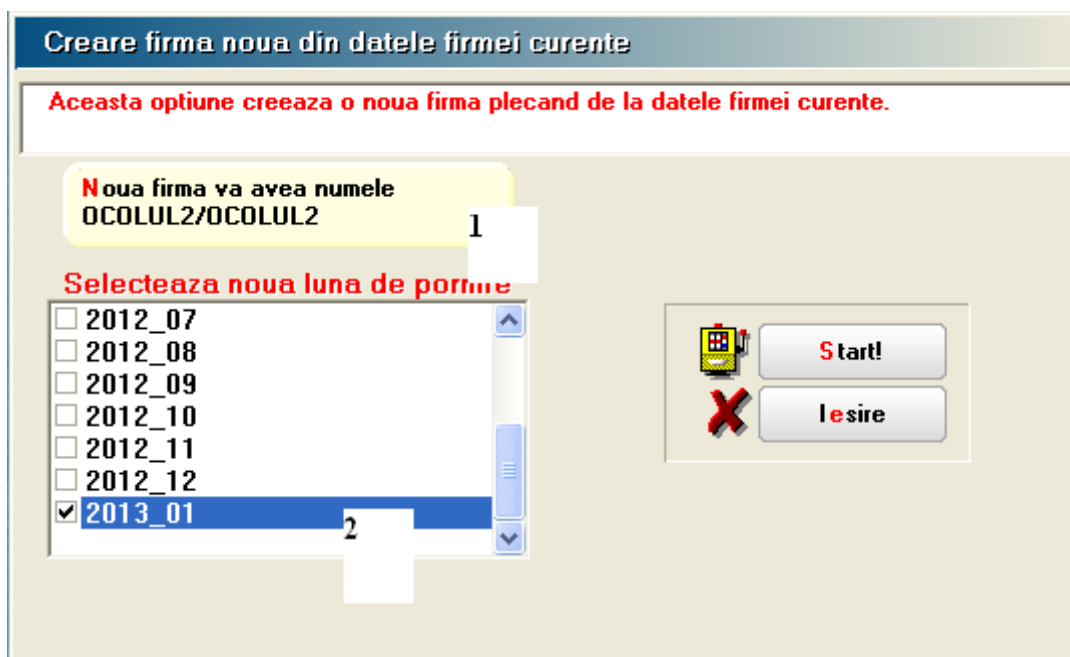 Creare firma noua din datele firmei curente
Aceasta optiune creeaza o noua firma plecand de la datele firmei curente.
Noua firma va avea numele
OCOLUL2/OCOLUL2
1
Selecteaza noua luna de pornire
2012_07
2012_08
2012_09
2012_10
2012_11
2012_12
2013_01
2
Start!
Iesire